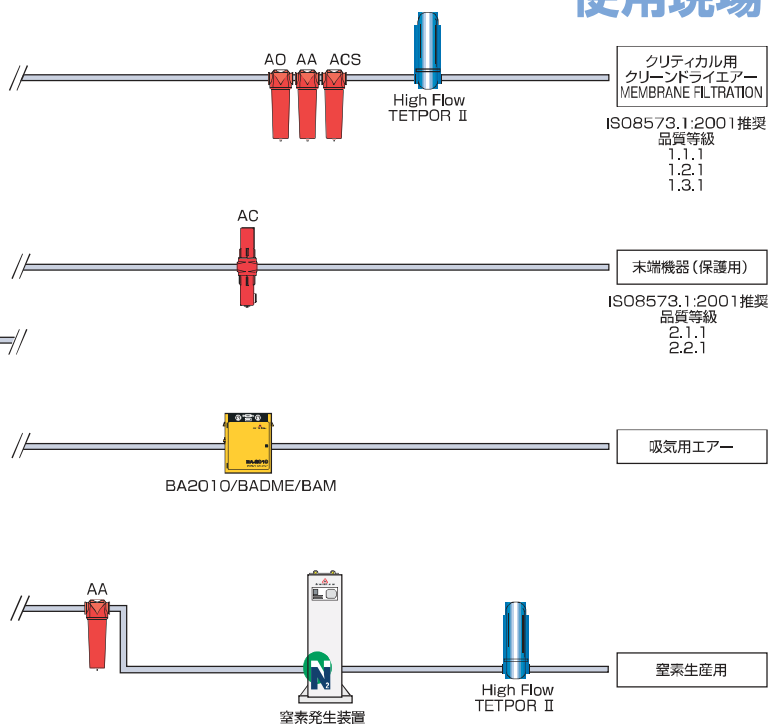 使用現場
AO AA ACS
High Flow
TETPOR Ⅱ
クリティカル用
クリーンドライエアー
MEMBRANE FILTRATION
ISO8573.1:2001推奨
品質等級
1.1.1
1.2.1
1.3.1
AC
末端機器(保護用)
ISO8573.1:2001推奨
品質等級
2.1.1
2.2.1
BA-2010
BA2010/BADME/BAM
吸気用エアー
AA
N2
窒素発生装置
High Flow
TETPOR Ⅱ
窒素生産用